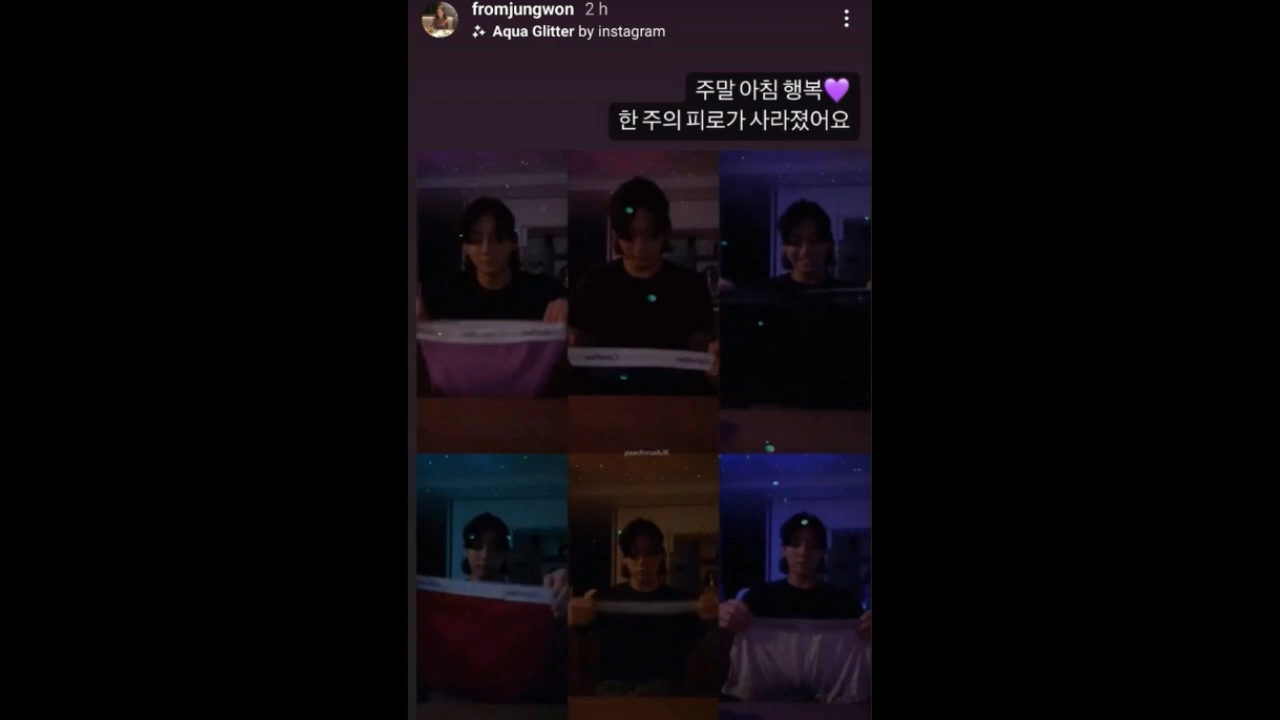 fromjungwon 2 h
Aqua Glitter by instagram
주말 아침 행복💜
한 주의 피로가 사라졌어요
peachcrushJK